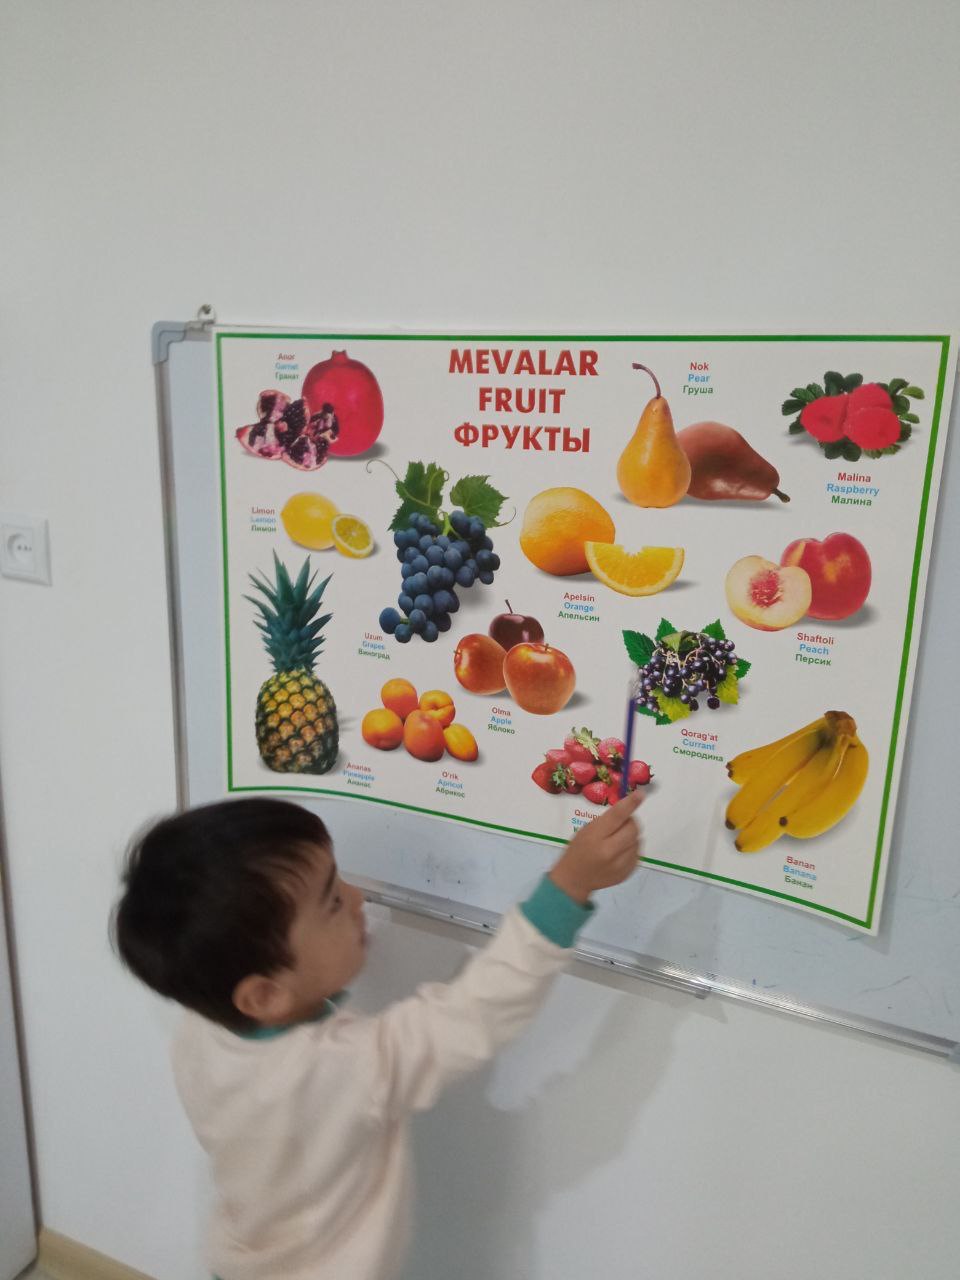 MEVALAR
FRUIT
ФРУКТЫ
Anor
Garnet
Гранат
Nok
Pear
Груша
Malina
Raspberry
Малина
Limon
Lemon
Лимон
Uzum
Grapes
Виноград
Apelsin
Orange
Апельсин
Shaftoli
Peach
Персик
Olma
Apple
Яблоко
Qorag'at
Currant
Смородина
Ananas
Pineapple
Ананас
O'rik
Apricot
Абрикос
Banan
Banana
Банан